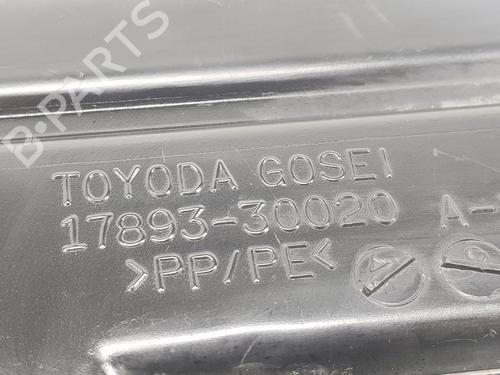 B-PARTS
TOYODA GOSEI
17893-30020 A-
>PP/PE<